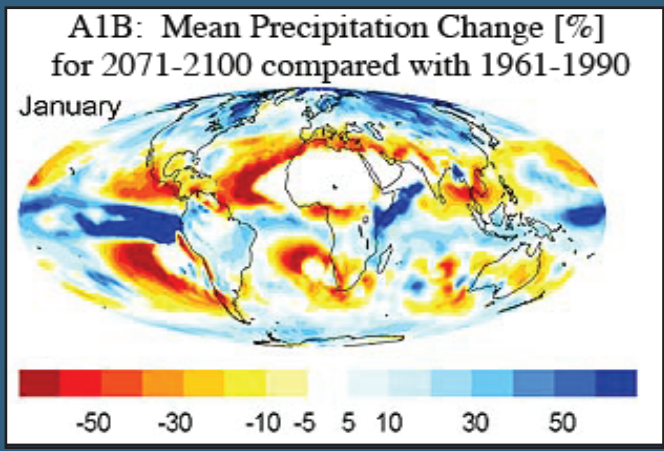 A1B: Mean Precipitation Change [%]
for 2071-2100 compared with 1961-1990
January
-50 -30 -10 -5 5 10 30 50